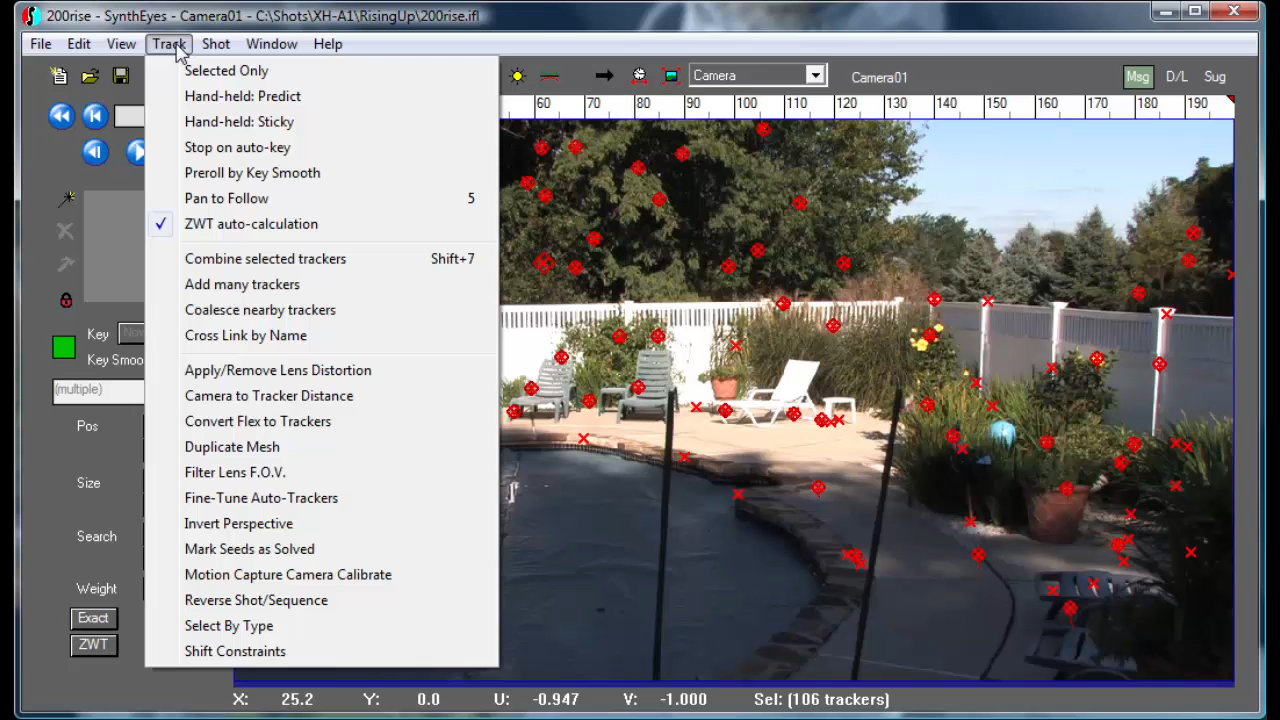 200rise - SynthEyes - Camera01 - C:\Shots\XH-A1\RisingUp\200rise.ifl
File Edit View Track Shot Window Help
Camera Camera01 Msg D/L Sug
60 70 80 90 100 110 120 130 140 150 160 170 180 190
Selected Only
Hand-held: Predict
Hand-held: Sticky
Stop on auto-key
Preroll by Key Smooth
Pan to Follow 5
✓ ZWT auto-calculation
Combine selected trackers Shift+7
Add many trackers
Coalesce nearby trackers
Cross Link by Name
Apply/Remove Lens Distortion
Camera to Tracker Distance
Convert Flex to Trackers
Duplicate Mesh
Filter Lens F.O.V.
Fine-Tune Auto-Trackers
Invert Perspective
Mark Seeds as Solved
Motion Capture Camera Calibrate
Reverse Shot/Sequence
Select By Type
Shift Constraints
Key
Key Smoo
(multiple)
Pos
Size
Search
Weight
Exact
ZWT
X: 25.2 Y: 0.0 U: -0.947 V: -1.000 Sel: (106 trackers)